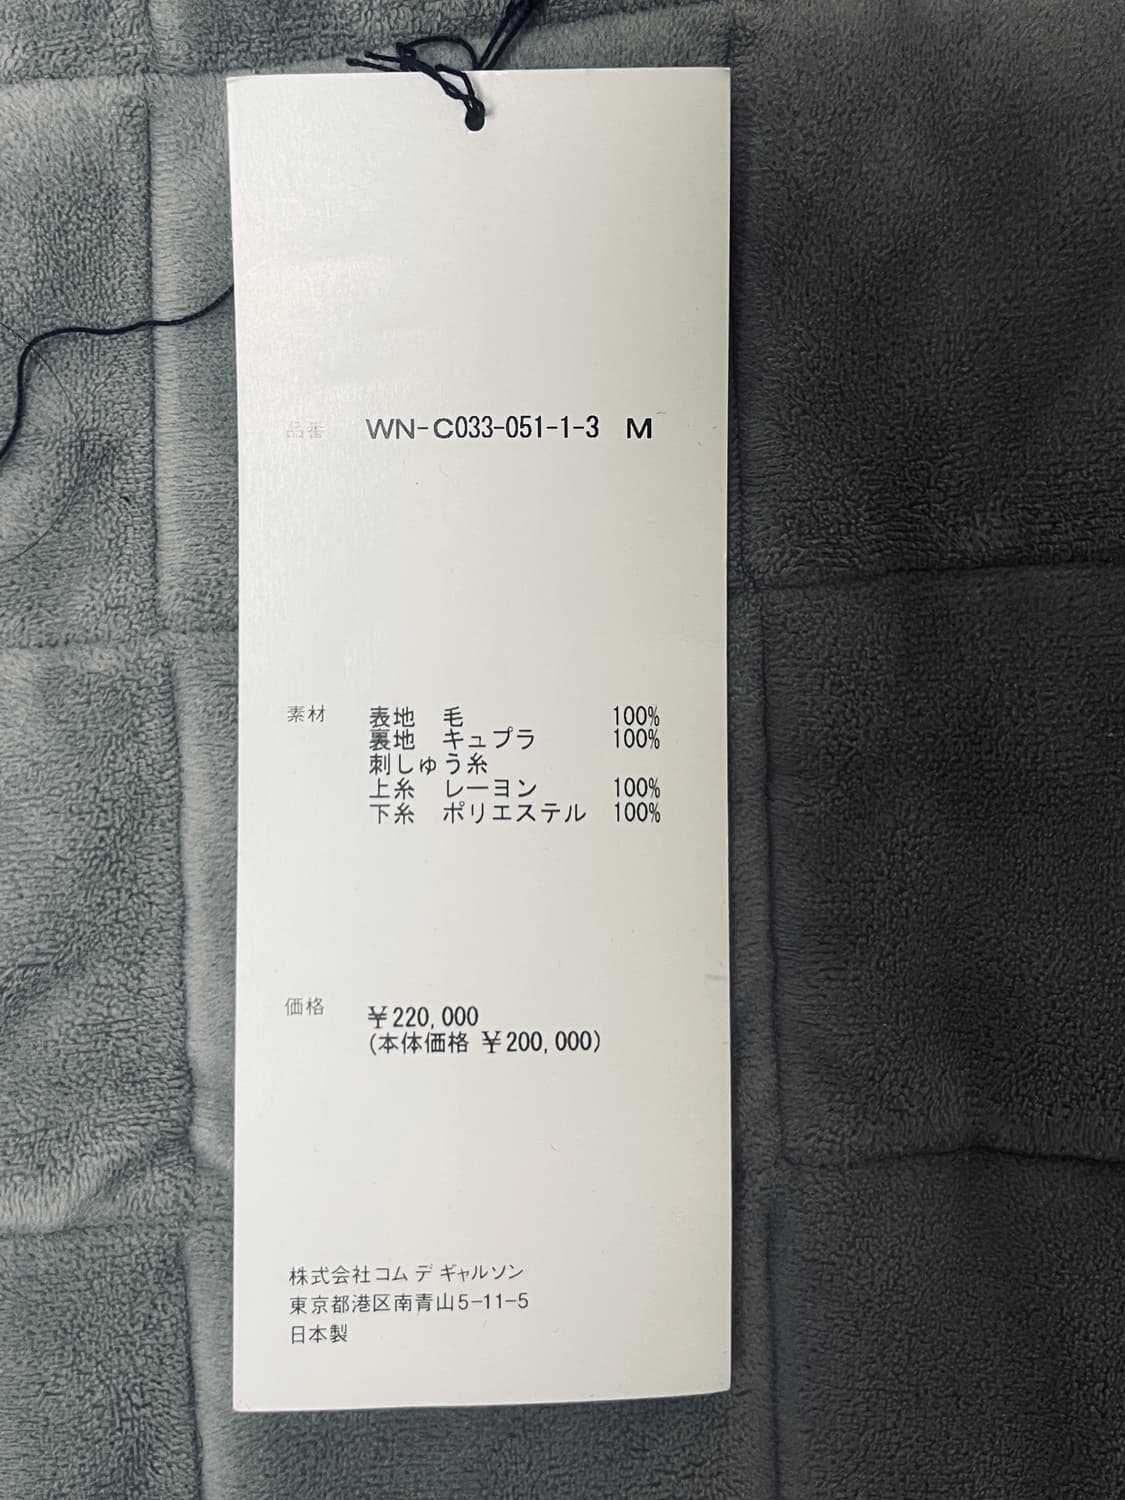 品番 WN-C033-051-1-3 M
素材 表地 毛 100%
裏地 キュプラ 100%
刺しゅう糸
上糸 レーヨン 100%
下糸 ポリエステル 100%
価格 ¥220,000
(本体価格 ¥200,000)
株式会社コム デ ギャルソン
東京都港区南青山5-11-5
日本製